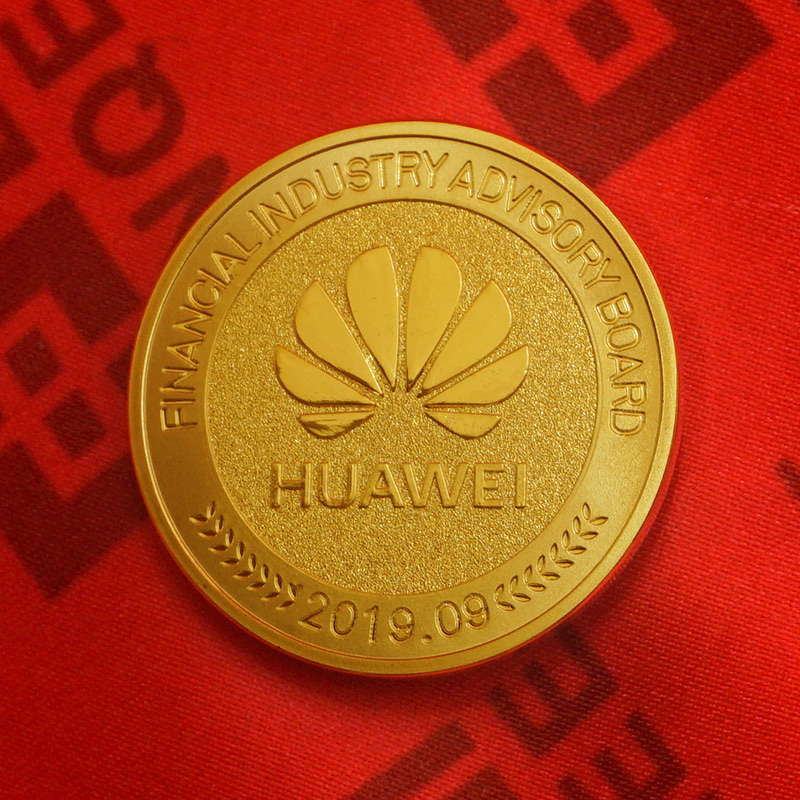 FINANCIAL INDUSTRY ADVISORY BOARD
HUAWEI
2019.09